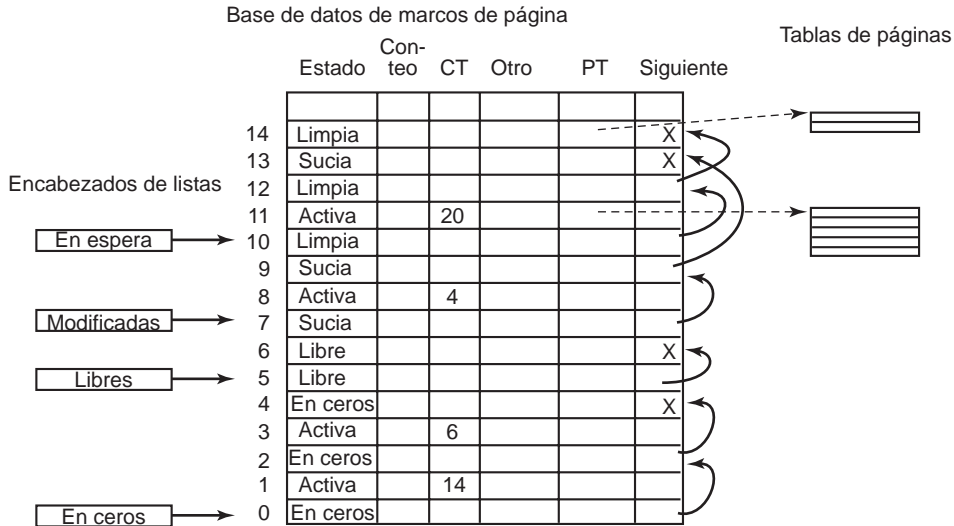 Base de datos de marcos de página
Tablas de páginas
Con-
Estado teo CT Otro PT Siguiente
14 Limpia X
13 Sucia X
Encabezados de listas
12 Limpia
11 Activa 20
En espera 10 Limpia
9 Sucia
8 Activa 4
Modificadas 7 Sucia
6 Libre X
Libres 5 Libre
4 En ceros X
3 Activa 6
2 En ceros
1 Activa 14
En ceros 0 En ceros